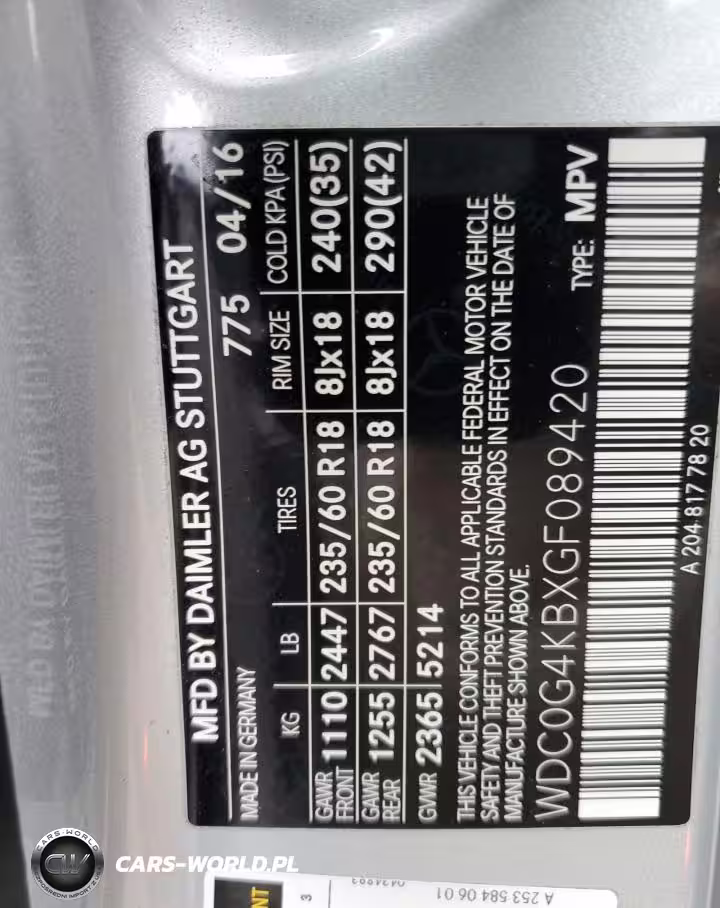 MFD BY DAIMLER AG STUTTGART
MADE IN GERMANY 775 04/16
KG LB TIRES RIM SIZE COLD KPA(PSI)
GAWR FRONT 1110 2447 235/60 R18 8Jx18 240(35)
GAWR REAR 1255 2767 235/60 R18 8Jx18 290(42)
GVWR 2365 5214
THIS VEHICLE CONFORMS TO ALL APPLICABLE FEDERAL MOTOR VEHICLE
SAFETY AND THEFT PREVENTION STANDARDS IN EFFECT ON THE DATE OF
MANUFACTURE SHOWN ABOVE.
WDC0G4KBXGF089420 TYPE: MPV
A 204 817 78 20
A 253 584 06 01
3
CARS-WORLD
CW
CARS-WORLD.PL